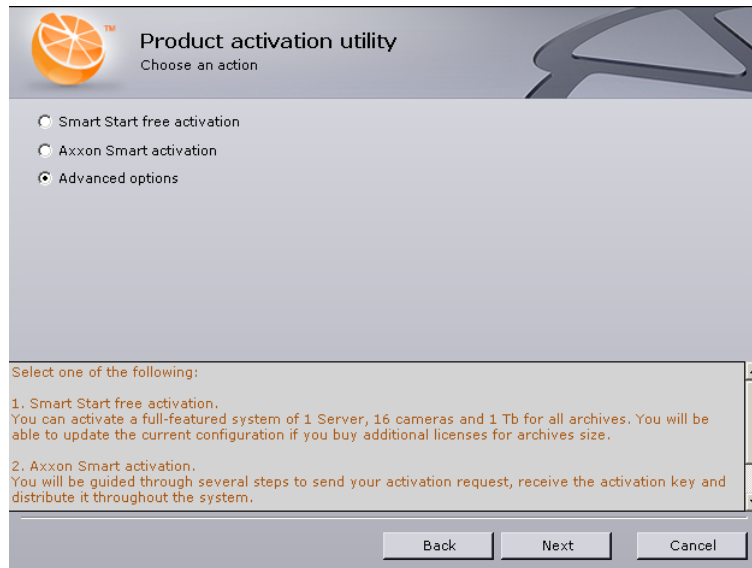 TM
Product activation utility
Choose an action
Smart Start free activation
Axxon Smart activation
Advanced options
Select one of the following:
1. Smart Start free activation.
You can activate a full-featured system of 1 Server, 16 cameras and 1 Tb for all archives. You will be
able to update the current configuration if you buy additional licenses for archives size.
2. Axxon Smart activation.
You will be guided through several steps to send your activation request, receive the activation key and
distribute it throughout the system.
Back
Next
Cancel